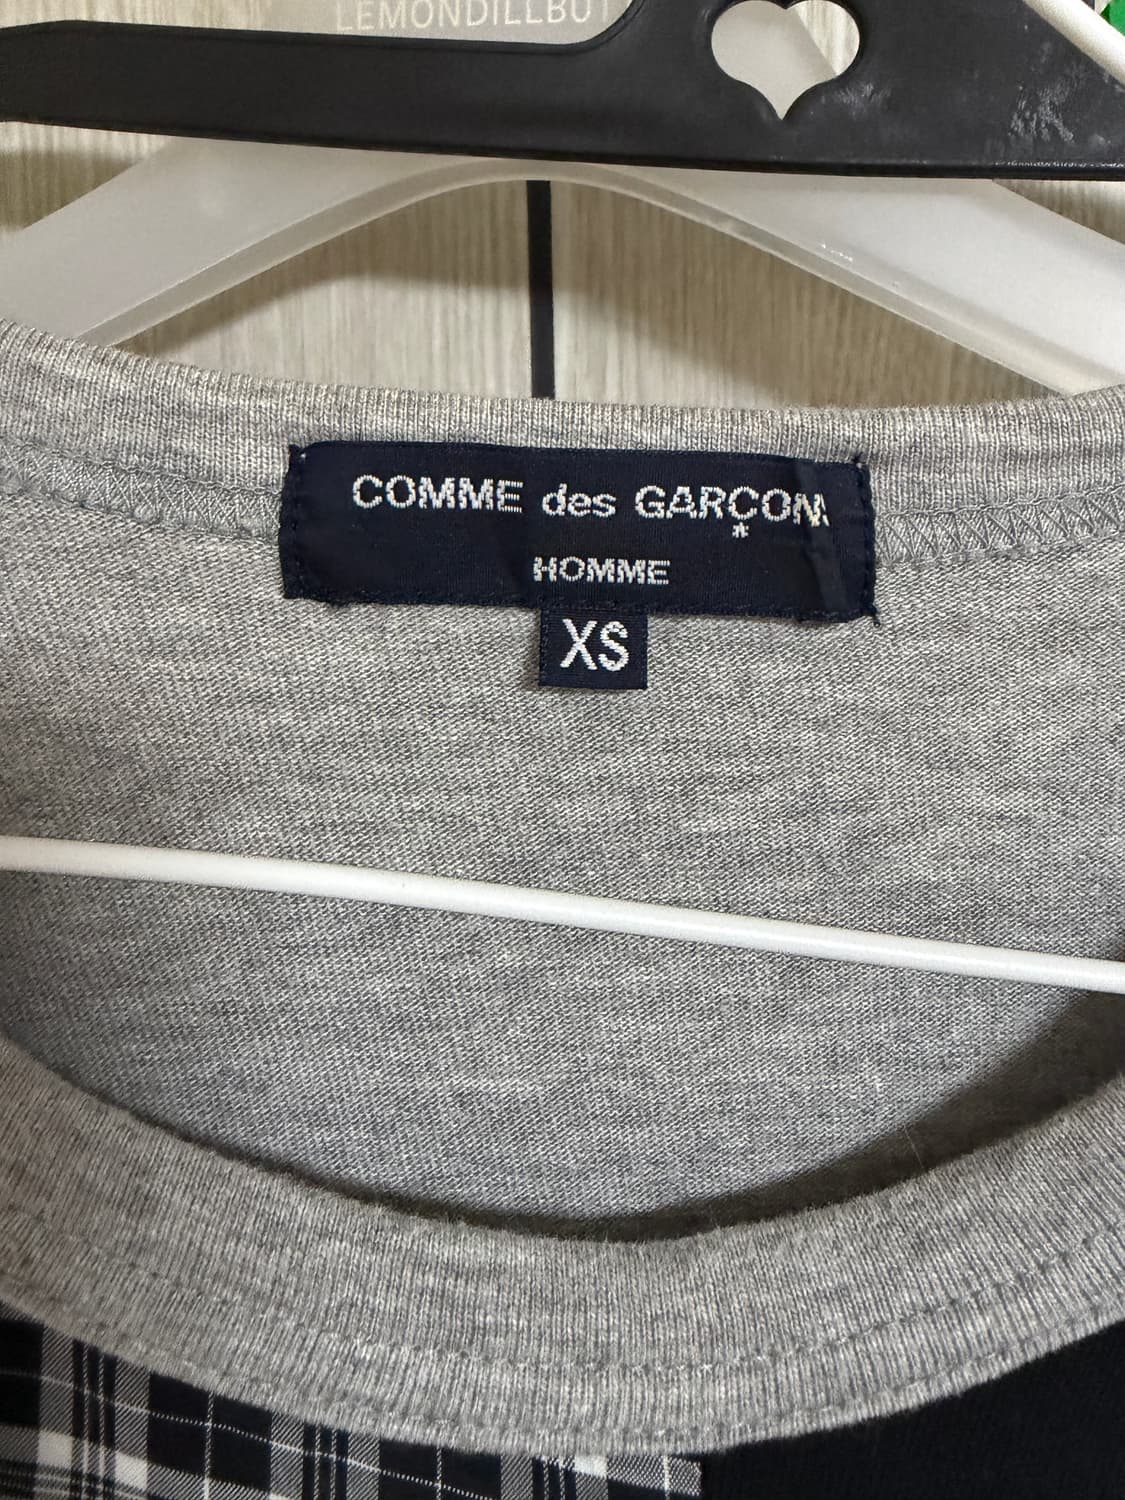 LEMONDILLBUT
COMME des GARÇON
HOMME
XS